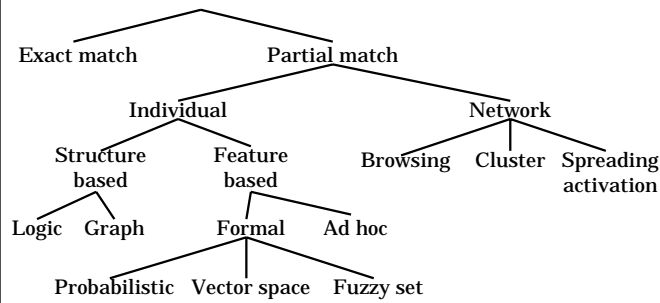 Exact match
Partial match
Individual
Network
Structure
based
Feature
based
Browsing
Cluster
Spreading
activation
Logic
Graph
Formal
Ad hoc
Probabilistic
Vector space
Fuzzy set